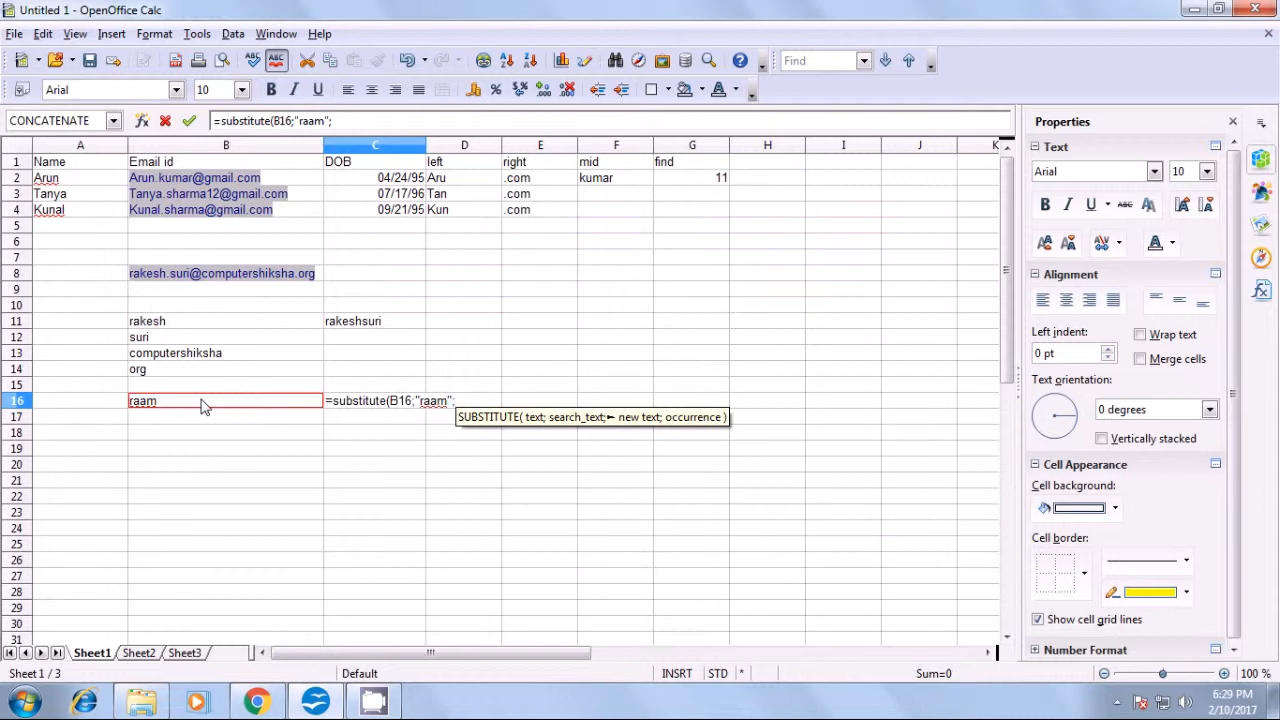 Untitled 1 - OpenOffice Calc
File Edit View Insert Format Tools Data Window Help
Find
Arial 10
CONCATENATE =substitute(B16;"raam";
Properties
A B C D E F G H I J K
1 Name Email id DOB left right mid find
2 Arun Arun.kumar@gmail.com 04/24/95 Aru .com kumar 11
3 Tanya Tanya.sharma12@gmail.com 07/17/96 Tan .com
4 Kunal Kunal.sharma@gmail.com 09/21/95 Kun .com
5
6
7
8 rakesh.suri@computershiksha.org
9
10
11 rakesh rakeshsuri
12 suri
13 computershiksha
14 org
15
16 raam =substitute(B16;"raam";
17 SUBSTITUTE( text; search_text; new text; occurrence )
18
19
20
21
22
23
24
25
26
27
28
29
30
31
Text
Arial 10
Alignment
Left indent: Wrap text
0 pt Merge cells
Text orientation:
0 degrees
Vertically stacked
Cell Appearance
Cell background:
Cell border:
Show cell grid lines
Number Format
Sheet1 Sheet2 Sheet3
Sheet 1 / 3 Default INSRT STD * Sum=0 100 %
6:29 PM
2/10/2017